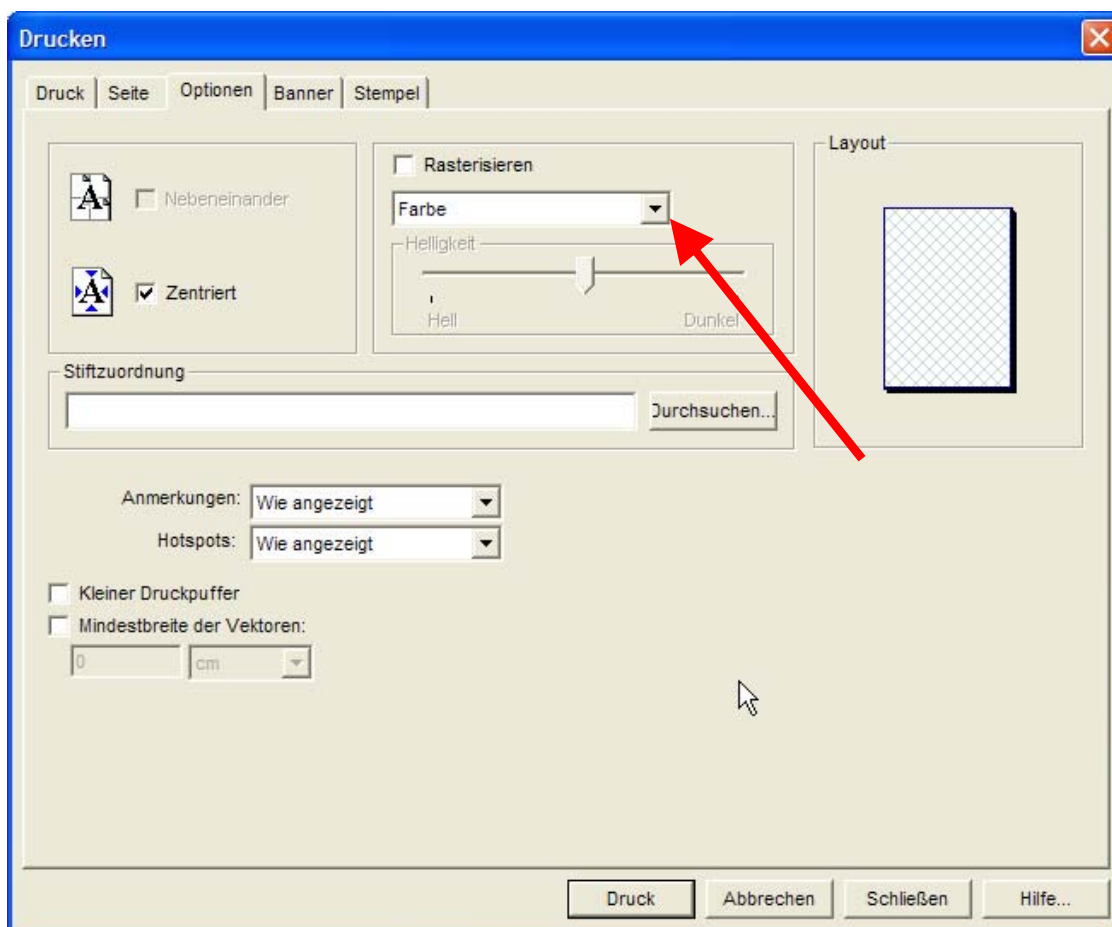 Drucken
Druck Seite Optionen Banner Stempel
Nebeneinander
Zentriert
Rasterisieren
Farbe
Helligkeit
Hell Dunkel
Layout
Stiftzuordnung
Durchsuchen...
Anmerkungen: Wie angezeigt
Hotspots: Wie angezeigt
Kleiner Druckpuffer
Mindestbreite der Vektoren:
0 cm
Druck Abbrechen Schließen Hilfe...